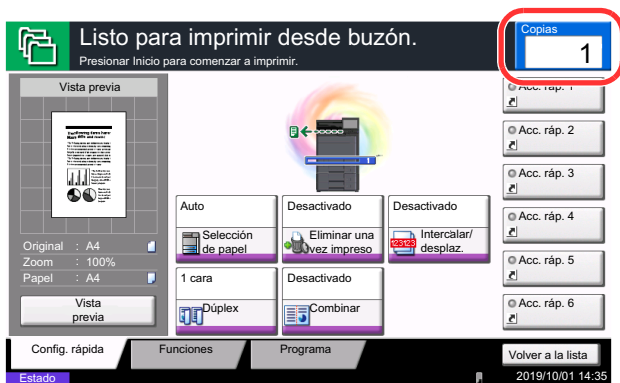 Listo para imprimir desde buzón.
Presionar Inicio para comenzar a imprimir.
Copias
1
Vista previa
Original : A4
Zoom : 100%
Papel : A4
Vista
previa
Auto
Selección
de papel
Desactivado
Eliminar una
vez impreso
Desactivado
123123
Intercalar/
desplaz.
1 cara
Dúplex
Desactivado
Combinar
Acc. ráp. 1
Acc. ráp. 2
Acc. ráp. 3
Acc. ráp. 4
Acc. ráp. 5
Acc. ráp. 6
Config. rápida
Funciones
Programa
Volver a la lista
Estado
2019/10/01 14:35